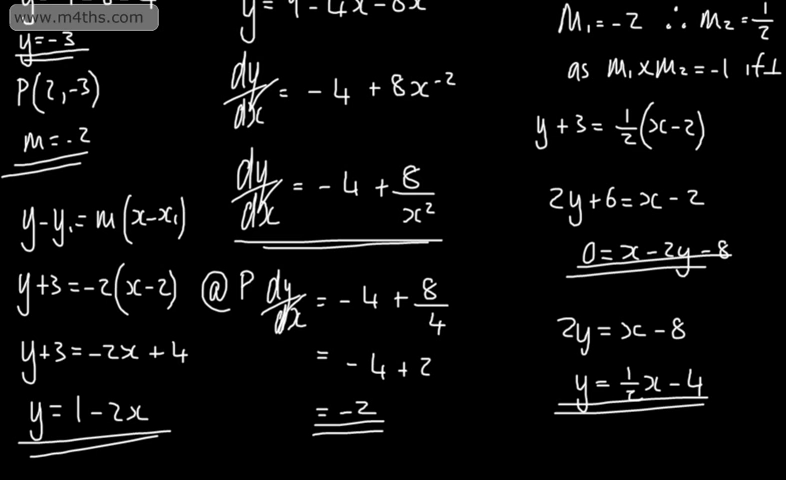 www.m4ths.com
y=-3
P(2,-3)
m=-2
y-y₁=m(x-x₁)
y+3=-2(x-2)
y+3=-2x+4
y=1-2x
dy/dx = -4 + 8x⁻²
dy/dx = -4 + 8/x²
@ P dy/dx = -4 + 8/4
= -4 + 2
= -2
M₁=-2 ∴ m₂=1/2
as m₁×m₂=-1 if ⊥
y+3=1/2(x-2)
2y+6=x-2
0=x-2y-8
2y=x-8
y=1/2x-4